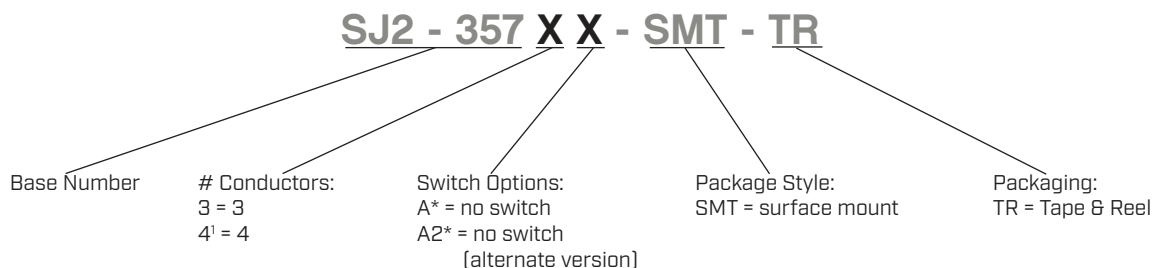 SJ2 - 357 X X - SMT - TR
Base Number
# Conductors:
3 = 3
4¹ = 4
Switch Options:
A* = no switch
A2* = no switch
(alternate version)
Package Style:
SMT = surface mount
Packaging:
TR = Tape & Reel